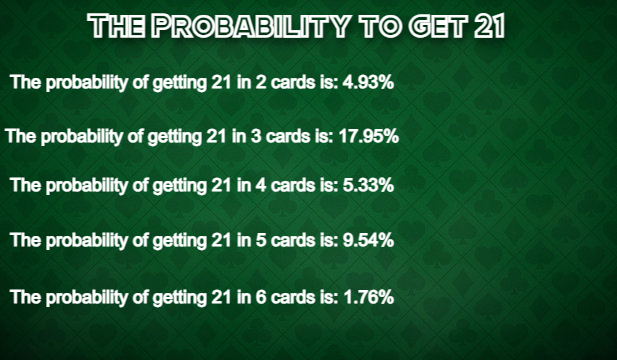 The Probability to get 21
The probability of getting 21 in 2 cards is: 4.93%
The probability of getting 21 in 3 cards is: 17.95%
The probability of getting 21 in 4 cards is: 5.33%
The probability of getting 21 in 5 cards is: 9.54%
The probability of getting 21 in 6 cards is: 1.76%